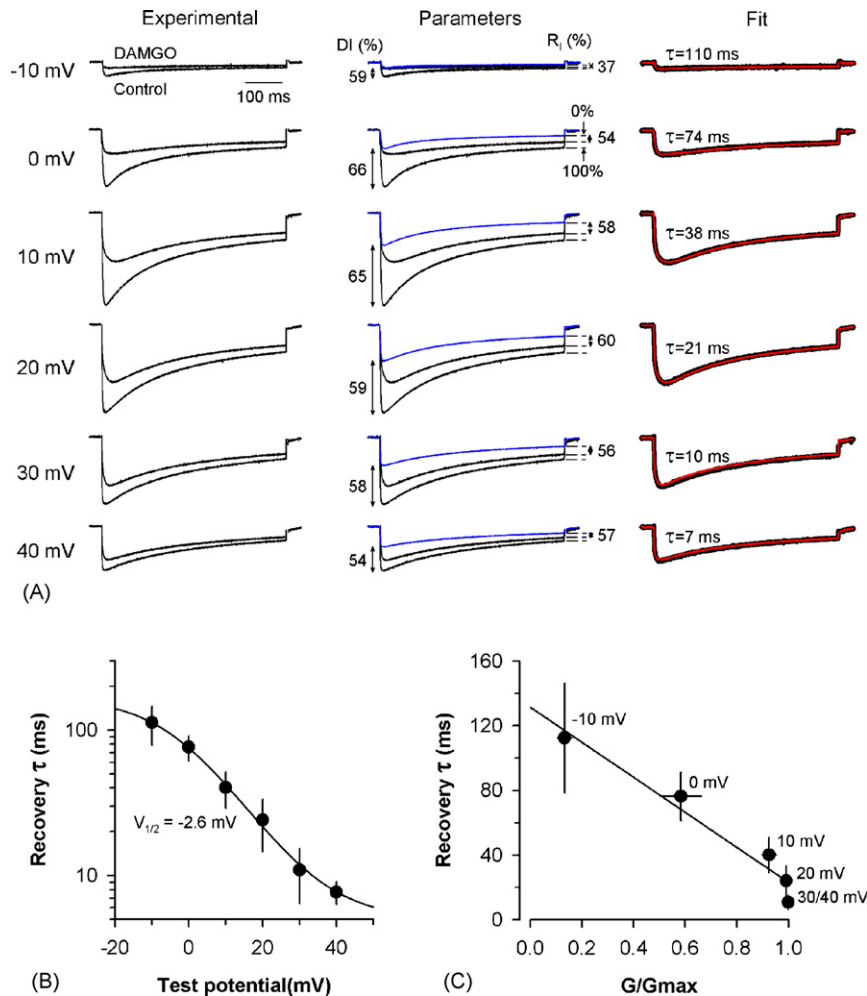 Experimental Parameters Fit
-10 mV
DAMGO
Control
100 ms
DI (%)
59
R_I (%)
37
τ=110 ms
0 mV
66
0%
54
100%
τ=74 ms
10 mV
65
58
τ=38 ms
20 mV
59
60
τ=21 ms
30 mV
58
56
τ=10 ms
40 mV
54
57
τ=7 ms
(A)
Recovery τ (ms)
100
10
V1/2 = -2.6 mV
-20 0 20 40
(B) Test potential(mV)
Recovery τ (ms)
160
120
80
40
0
-10 mV
0 mV
10 mV
20 mV
30/40 mV
0.0 0.2 0.4 0.6 0.8 1.0
(C) G/Gmax